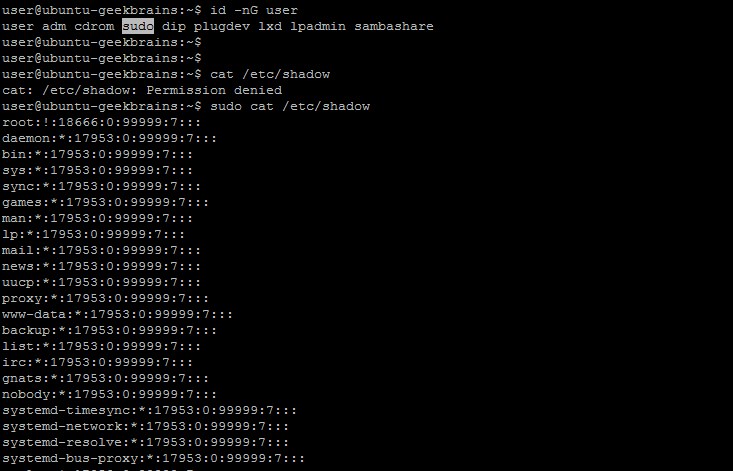 user@ubuntu-geekbrains:~$ id -nG user
user adm cdrom sudo dip plugdev lxd lpadmin sambashare
user@ubuntu-geekbrains:~$
user@ubuntu-geekbrains:~$
user@ubuntu-geekbrains:~$ cat /etc/shadow
cat: /etc/shadow: Permission denied
user@ubuntu-geekbrains:~$ sudo cat /etc/shadow
root:!:18666:0:99999:7:::
daemon:*:17953:0:99999:7:::
bin:*:17953:0:99999:7:::
sys:*:17953:0:99999:7:::
sync:*:17953:0:99999:7:::
games:*:17953:0:99999:7:::
man:*:17953:0:99999:7:::
lp:*:17953:0:99999:7:::
mail:*:17953:0:99999:7:::
news:*:17953:0:99999:7:::
uucp:*:17953:0:99999:7:::
proxy:*:17953:0:99999:7:::
www-data:*:17953:0:99999:7:::
backup:*:17953:0:99999:7:::
list:*:17953:0:99999:7:::
irc:*:17953:0:99999:7:::
gnats:*:17953:0:99999:7:::
nobody:*:17953:0:99999:7:::
systemd-timesync:*:17953:0:99999:7:::
systemd-network:*:17953:0:99999:7:::
systemd-resolve:*:17953:0:99999:7:::
systemd-bus-proxy:*:17953:0:99999:7:::